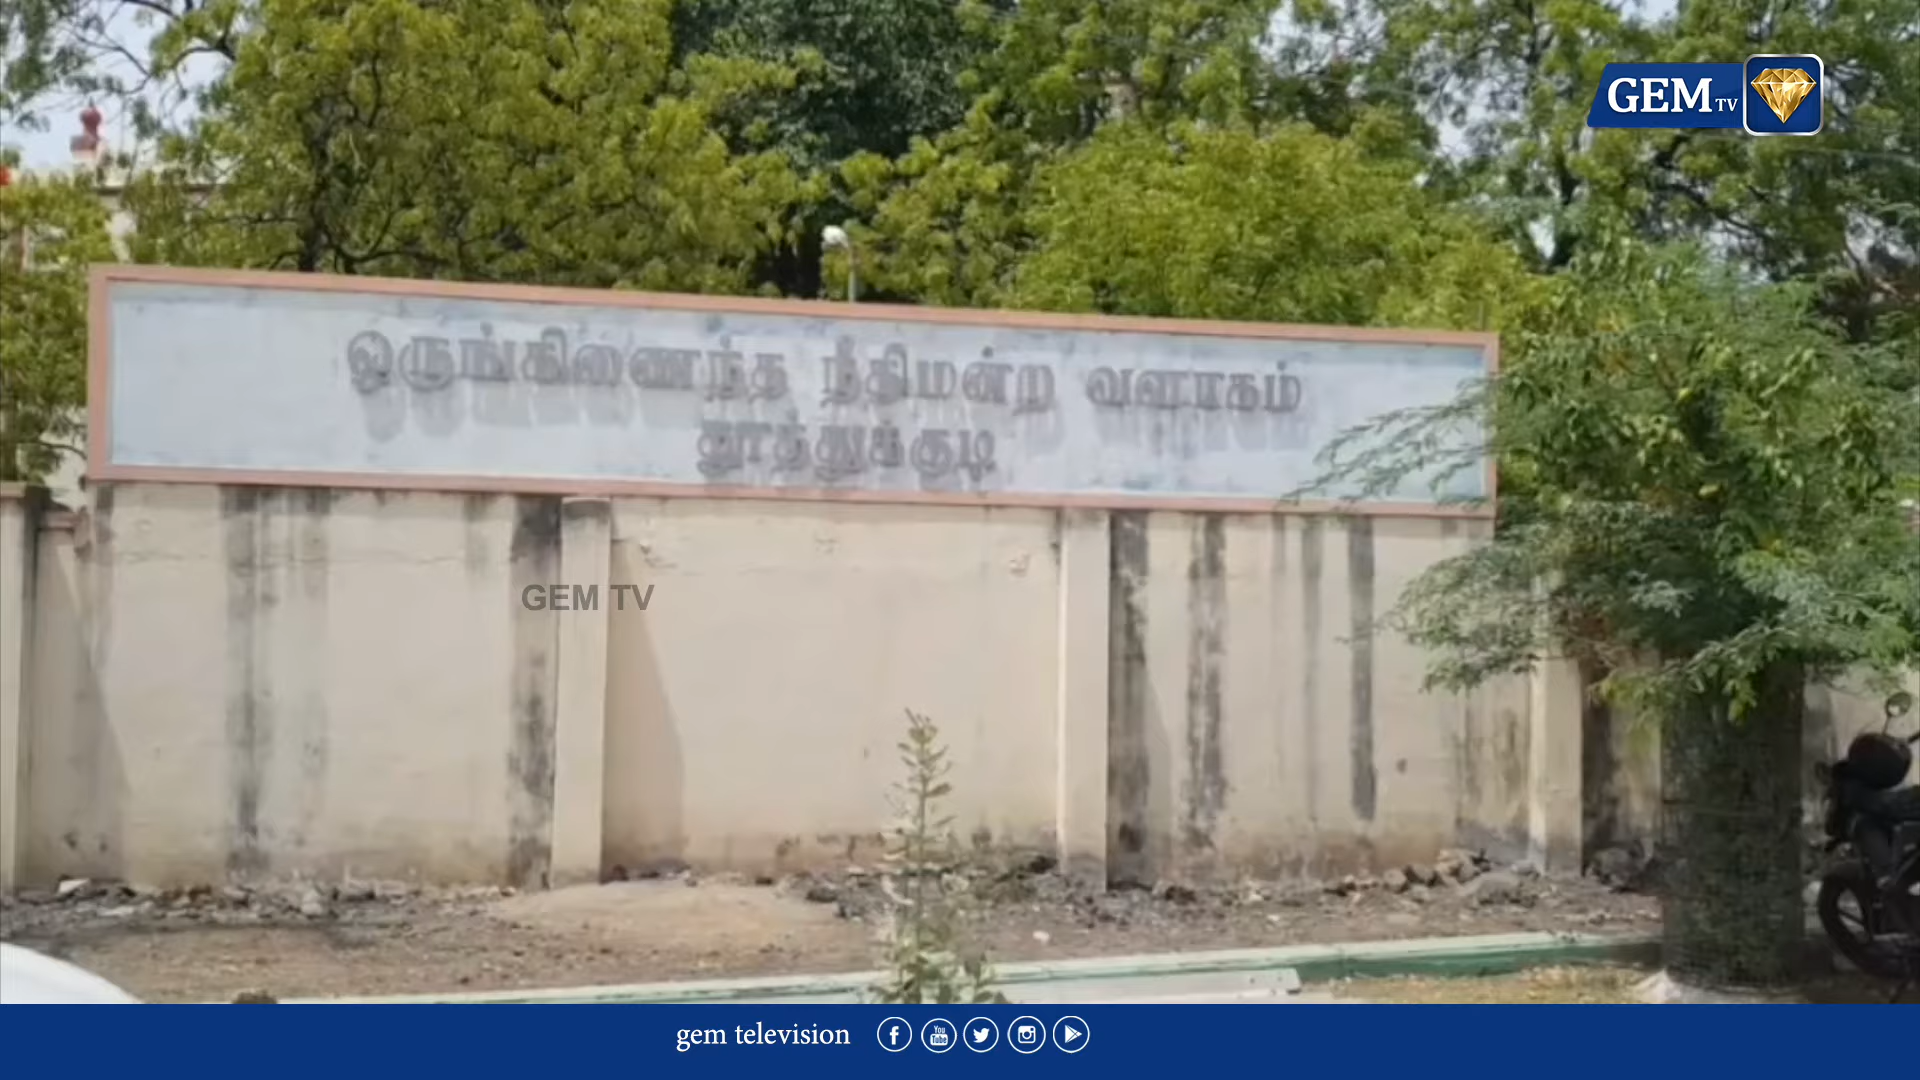 GEM TV
ஒருங்கிணைந்த நீதிமன்ற வளாகம்
தூத்துக்குடி
GEM TV
gem television